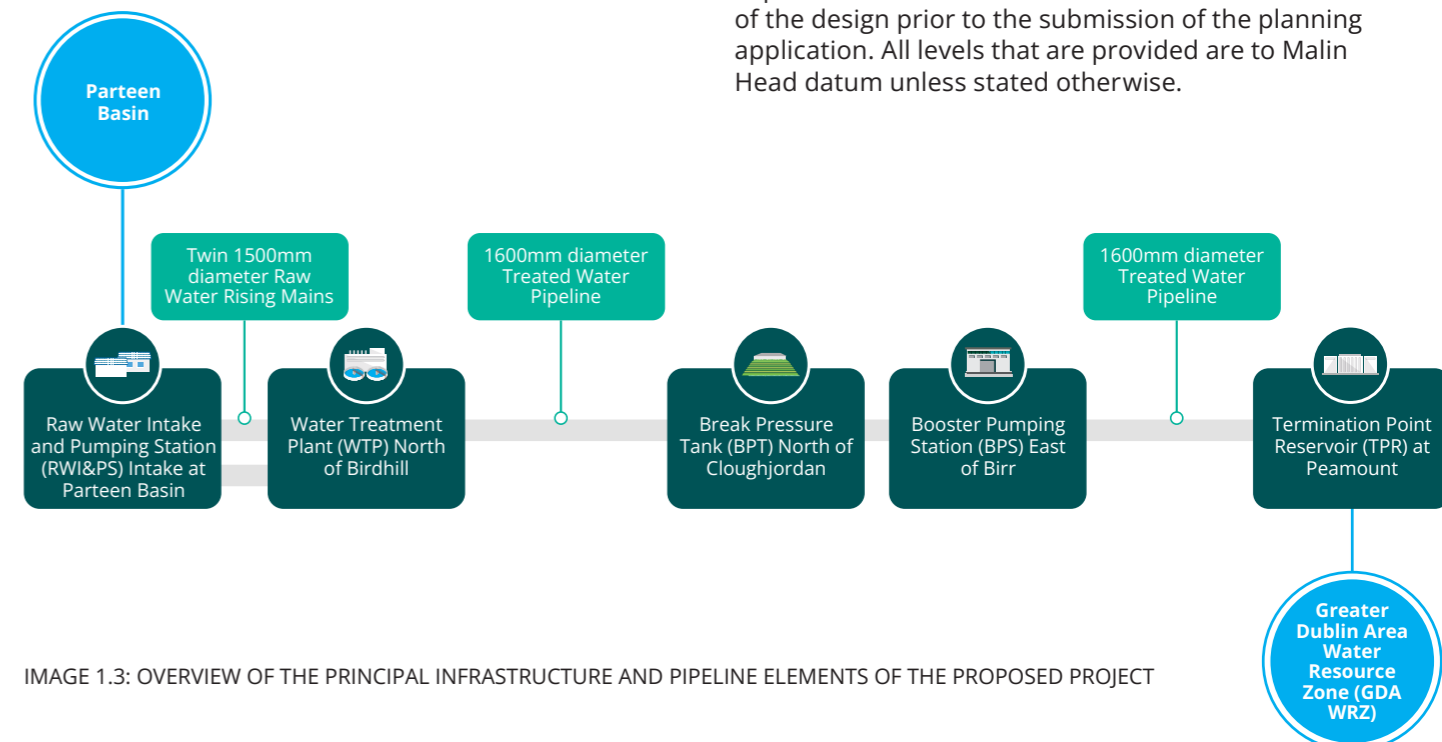 of the design prior to the submission of the planning
application. All levels that are provided are to Malin
Head datum unless stated otherwise.
Parteen
Basin
Twin 1500mm
diameter Raw
Water Rising Mains
1600mm diameter
Treated Water
Pipeline
1600mm diameter
Treated Water
Pipeline
Raw Water Intake
and Pumping Station
(RWI&PS) Intake at
Parteen Basin
Water Treatment
Plant (WTP) North
of Birdhill
Break Pressure
Tank (BPT) North of
Cloughjordan
Booster Pumping
Station (BPS) East
of Birr
Termination Point
Reservoir (TPR) at
Peamount
Greater
Dublin Area
Water
Resource
Zone (GDA
WRZ)
IMAGE 1.3: OVERVIEW OF THE PRINCIPAL INFRASTRUCTURE AND PIPELINE ELEMENTS OF THE PROPOSED PROJECT